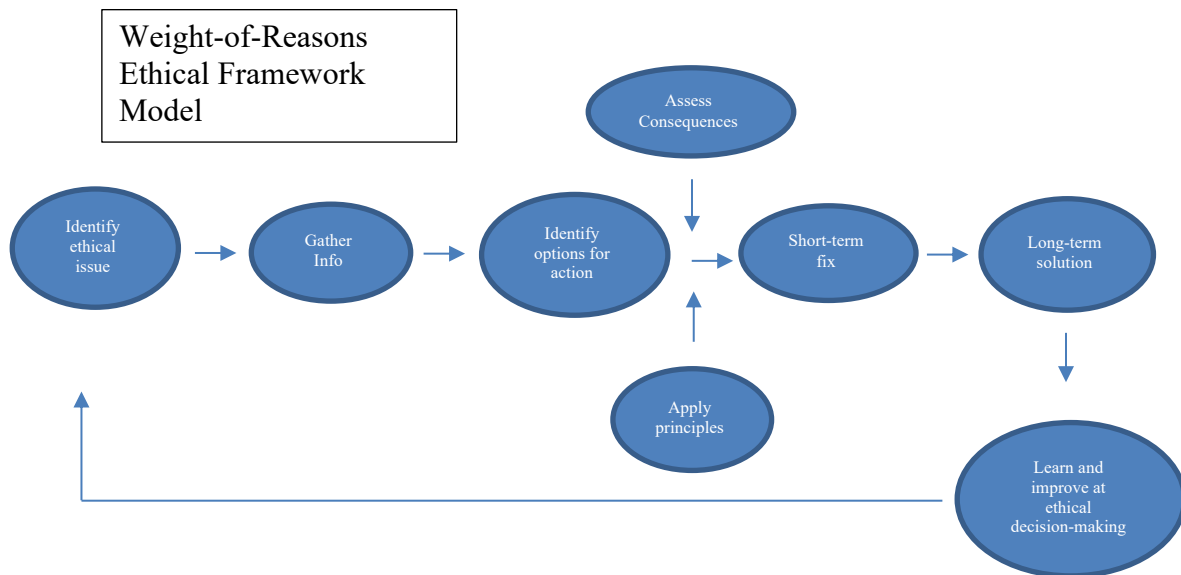 Weight-of-Reasons
Ethical Framework
Model
Assess
Consequences
Identify
ethical
issue
Gather
Info
Identify
options for
action
Short-term
fix
Long-term
solution
Apply
principles
Learn and
improve at
ethical
decision-making